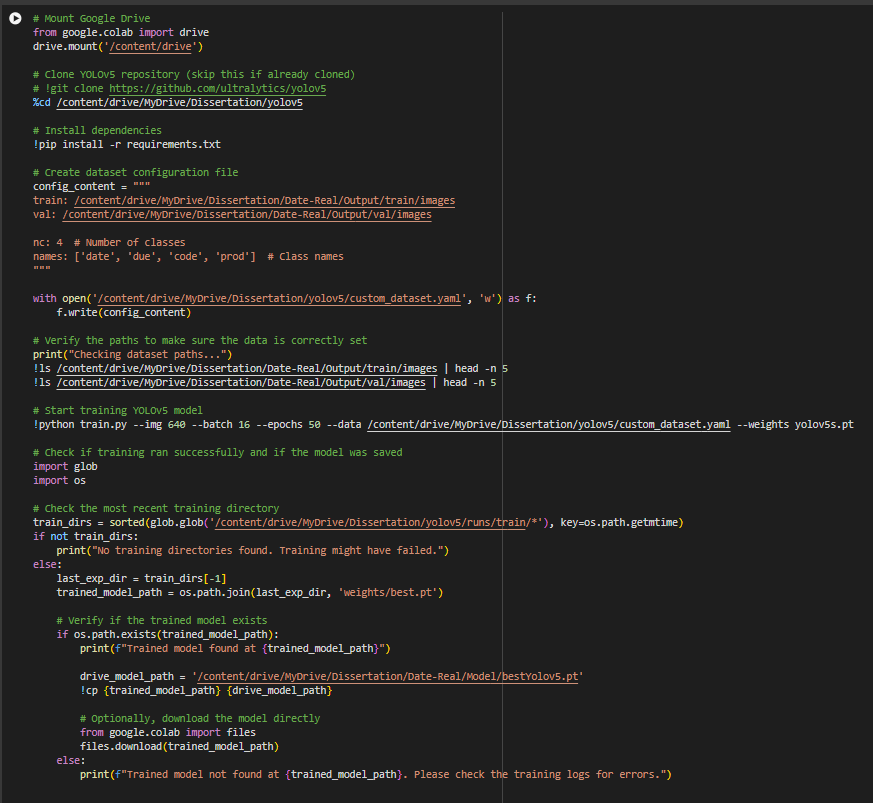 # Mount Google Drive
from google.colab import drive
drive.mount('/content/drive')
# Clone YOLOv5 repository (skip this if already cloned)
# !git clone https://github.com/ultralytics/yolov5
%cd /content/drive/MyDrive/Dissertation/yolov5
# Install dependencies
!pip install -r requirements.txt
# Create dataset configuration file
config_content = """
train: /content/drive/MyDrive/Dissertation/Date-Real/Output/train/images
val: /content/drive/MyDrive/Dissertation/Date-Real/Output/val/images
nc: 4  # Number of classes
names: ['date', 'due', 'code', 'prod']  # Class names
"""
with open('/content/drive/MyDrive/Dissertation/yolov5/custom_dataset.yaml', 'w') as f:
    f.write(config_content)
# Verify the paths to make sure the data is correctly set
print("Checking dataset paths...")
!ls /content/drive/MyDrive/Dissertation/Date-Real/Output/train/images | head -n 5
!ls /content/drive/MyDrive/Dissertation/Date-Real/Output/val/images | head -n 5
# Start training YOLOv5 model
!python train.py --img 640 --batch 16 --epochs 50 --data /content/drive/MyDrive/Dissertation/yolov5/custom_dataset.yaml --weights yolov5s.pt
# Check if training ran successfully and if the model was saved
import glob
import os
# Check the most recent training directory
train_dirs = sorted(glob.glob('/content/drive/MyDrive/Dissertation/yolov5/runs/train/*'), key=os.path.getmtime)
if not train_dirs:
    print("No training directories found. Training might have failed.")
else:
    last_exp_dir = train_dirs[-1]
    trained_model_path = os.path.join(last_exp_dir, 'weights/best.pt')
    # Verify if the trained model exists
    if os.path.exists(trained_model_path):
        print(f"Trained model found at {trained_model_path}")
        drive_model_path = '/content/drive/MyDrive/Dissertation/Date-Real/Model/bestYolov5.pt'
        !cp {trained_model_path} {drive_model_path}
        # Optionally, download the model directly
        from google.colab import files
        files.download(trained_model_path)
    else:
        print(f"Trained model not found at {trained_model_path}. Please check the training logs for errors.")